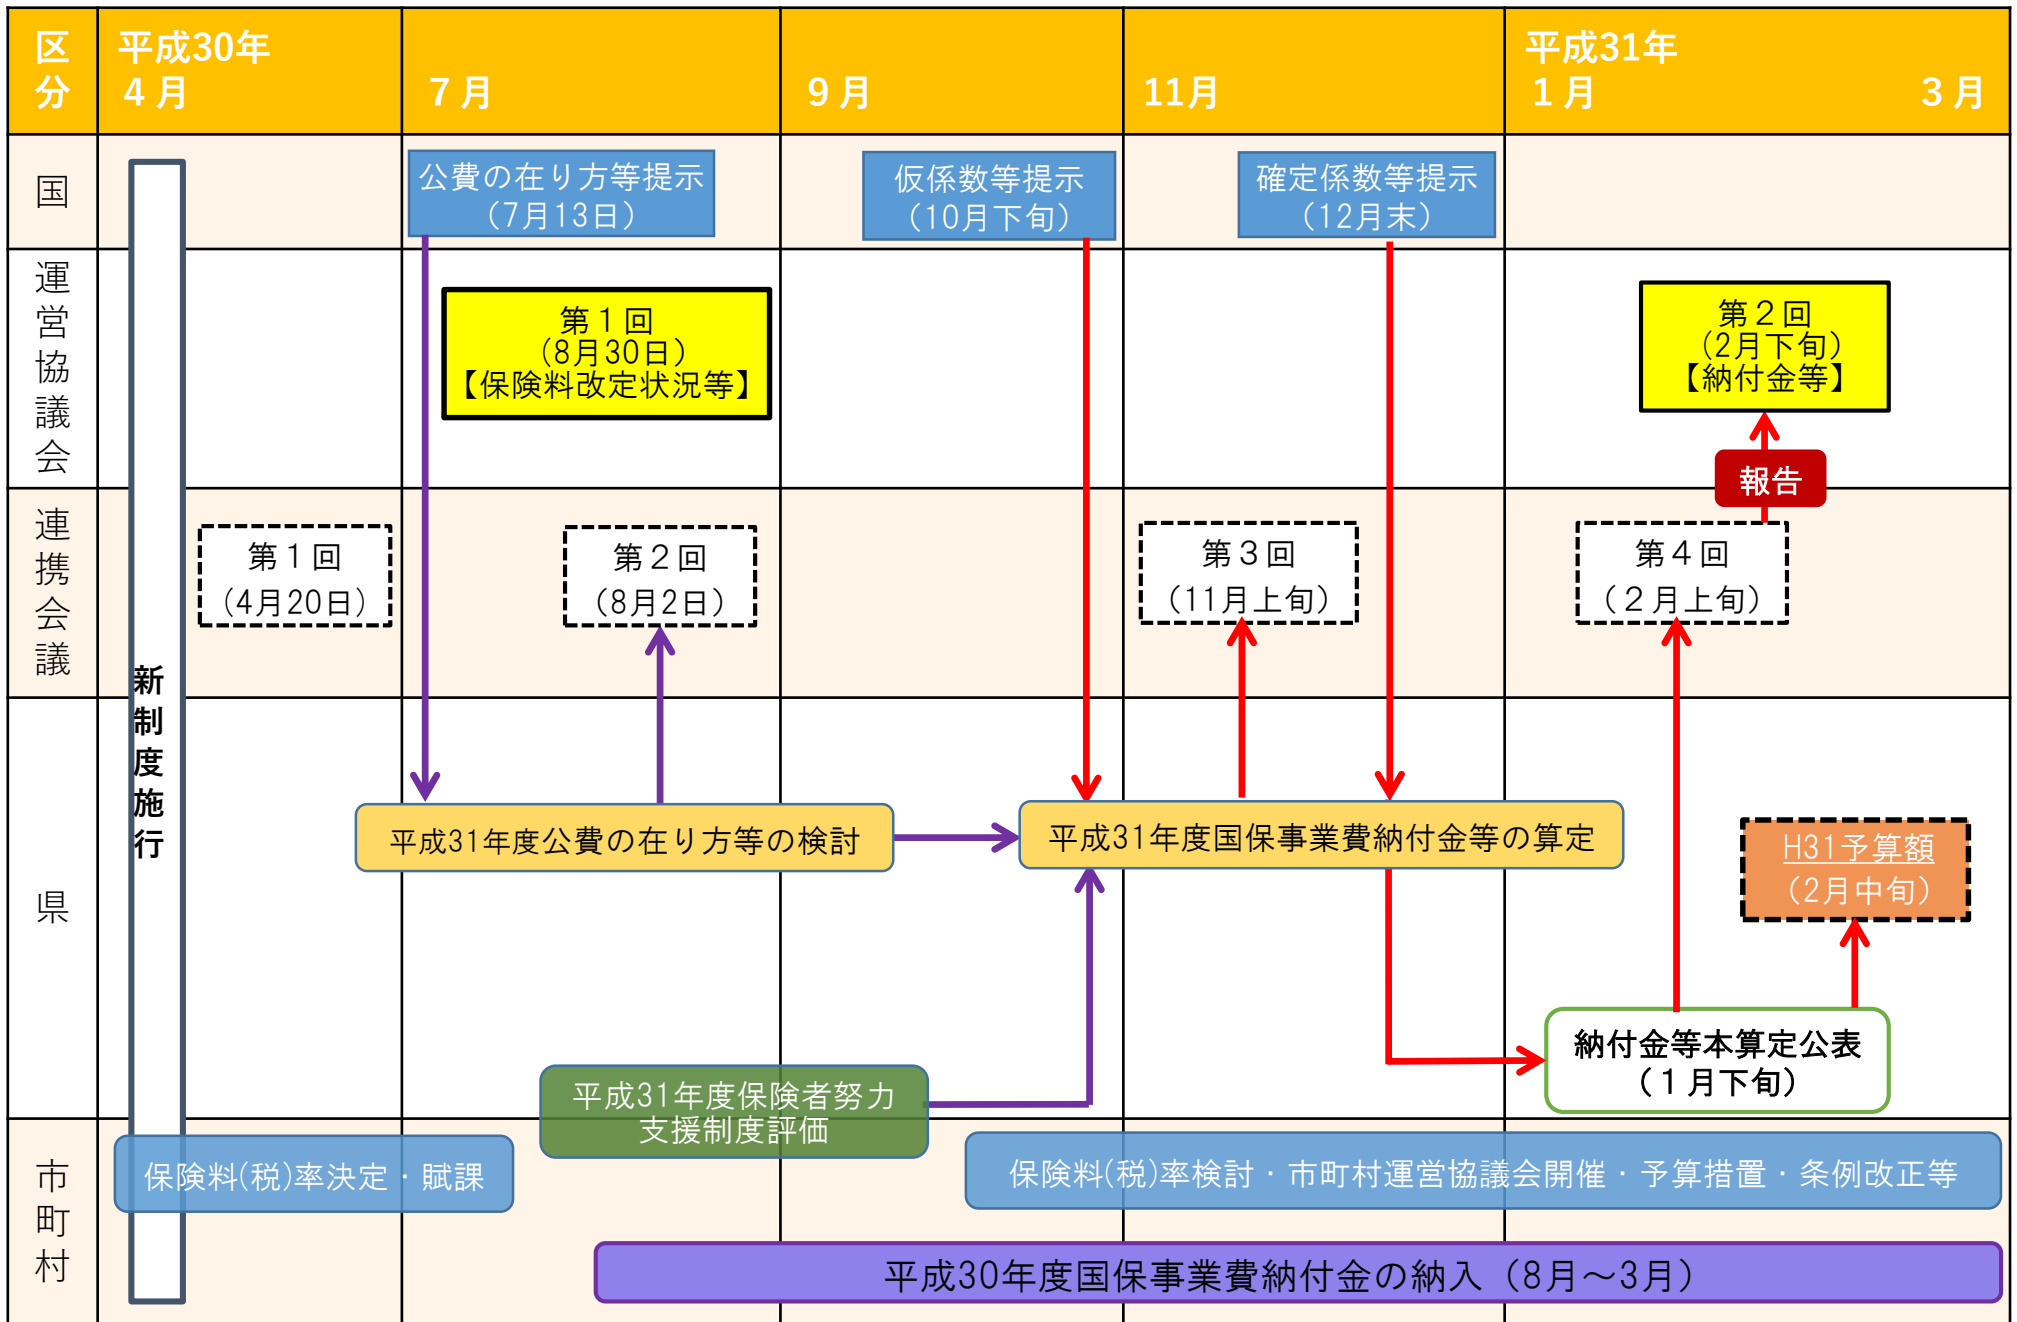 区分
平成30年
4月
7月
9月
11月
平成31年
1月
3月
国
公費の在り方等提示
（7月13日）
仮係数等提示
（10月下旬）
確定係数等提示
（12月末）
運営協議会
第１回
（8月30日）
【保険料改定状況等】
第２回
（2月下旬）
【納付金等】
報告
連携会議
第１回
（4月20日）
第２回
（8月2日）
第３回
（11月上旬）
第４回
（２月上旬）
新制度施行
県
平成31年度公費の在り方等の検討
平成31年度国保事業費納付金等の算定
H31予算額
（2月中旬）
納付金等本算定公表
（１月下旬）
平成31年度保険者努力
支援制度評価
市町村
保険料(税)率決定・賦課
保険料(税)率検討・市町村運営協議会開催・予算措置・条例改正等
平成30年度国保事業費納付金の納入（8月～3月）